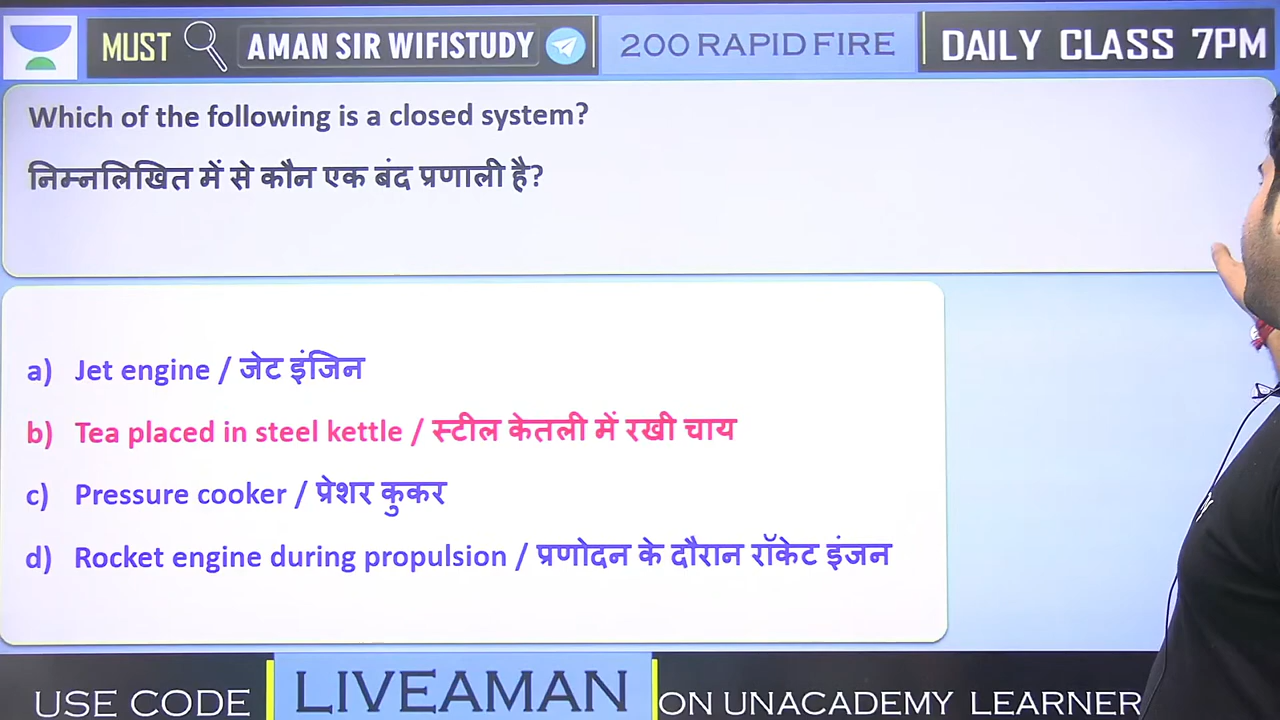 MUST AMAN SIR WIFISTUDY 200 RAPID FIRE DAILY CLASS 7PM
Which of the following is a closed system?
निम्नलिखित में से कौन एक बंद प्रणाली है?
a) Jet engine / जेट इंजिन
b) Tea placed in steel kettle / स्टील केतली में रखी चाय
c) Pressure cooker / प्रेशर कुकर
d) Rocket engine during propulsion / प्रणोदन के दौरान रॉकेट इंजन
USE CODE LIVEAMAN ON UNACADEMY LEARNER